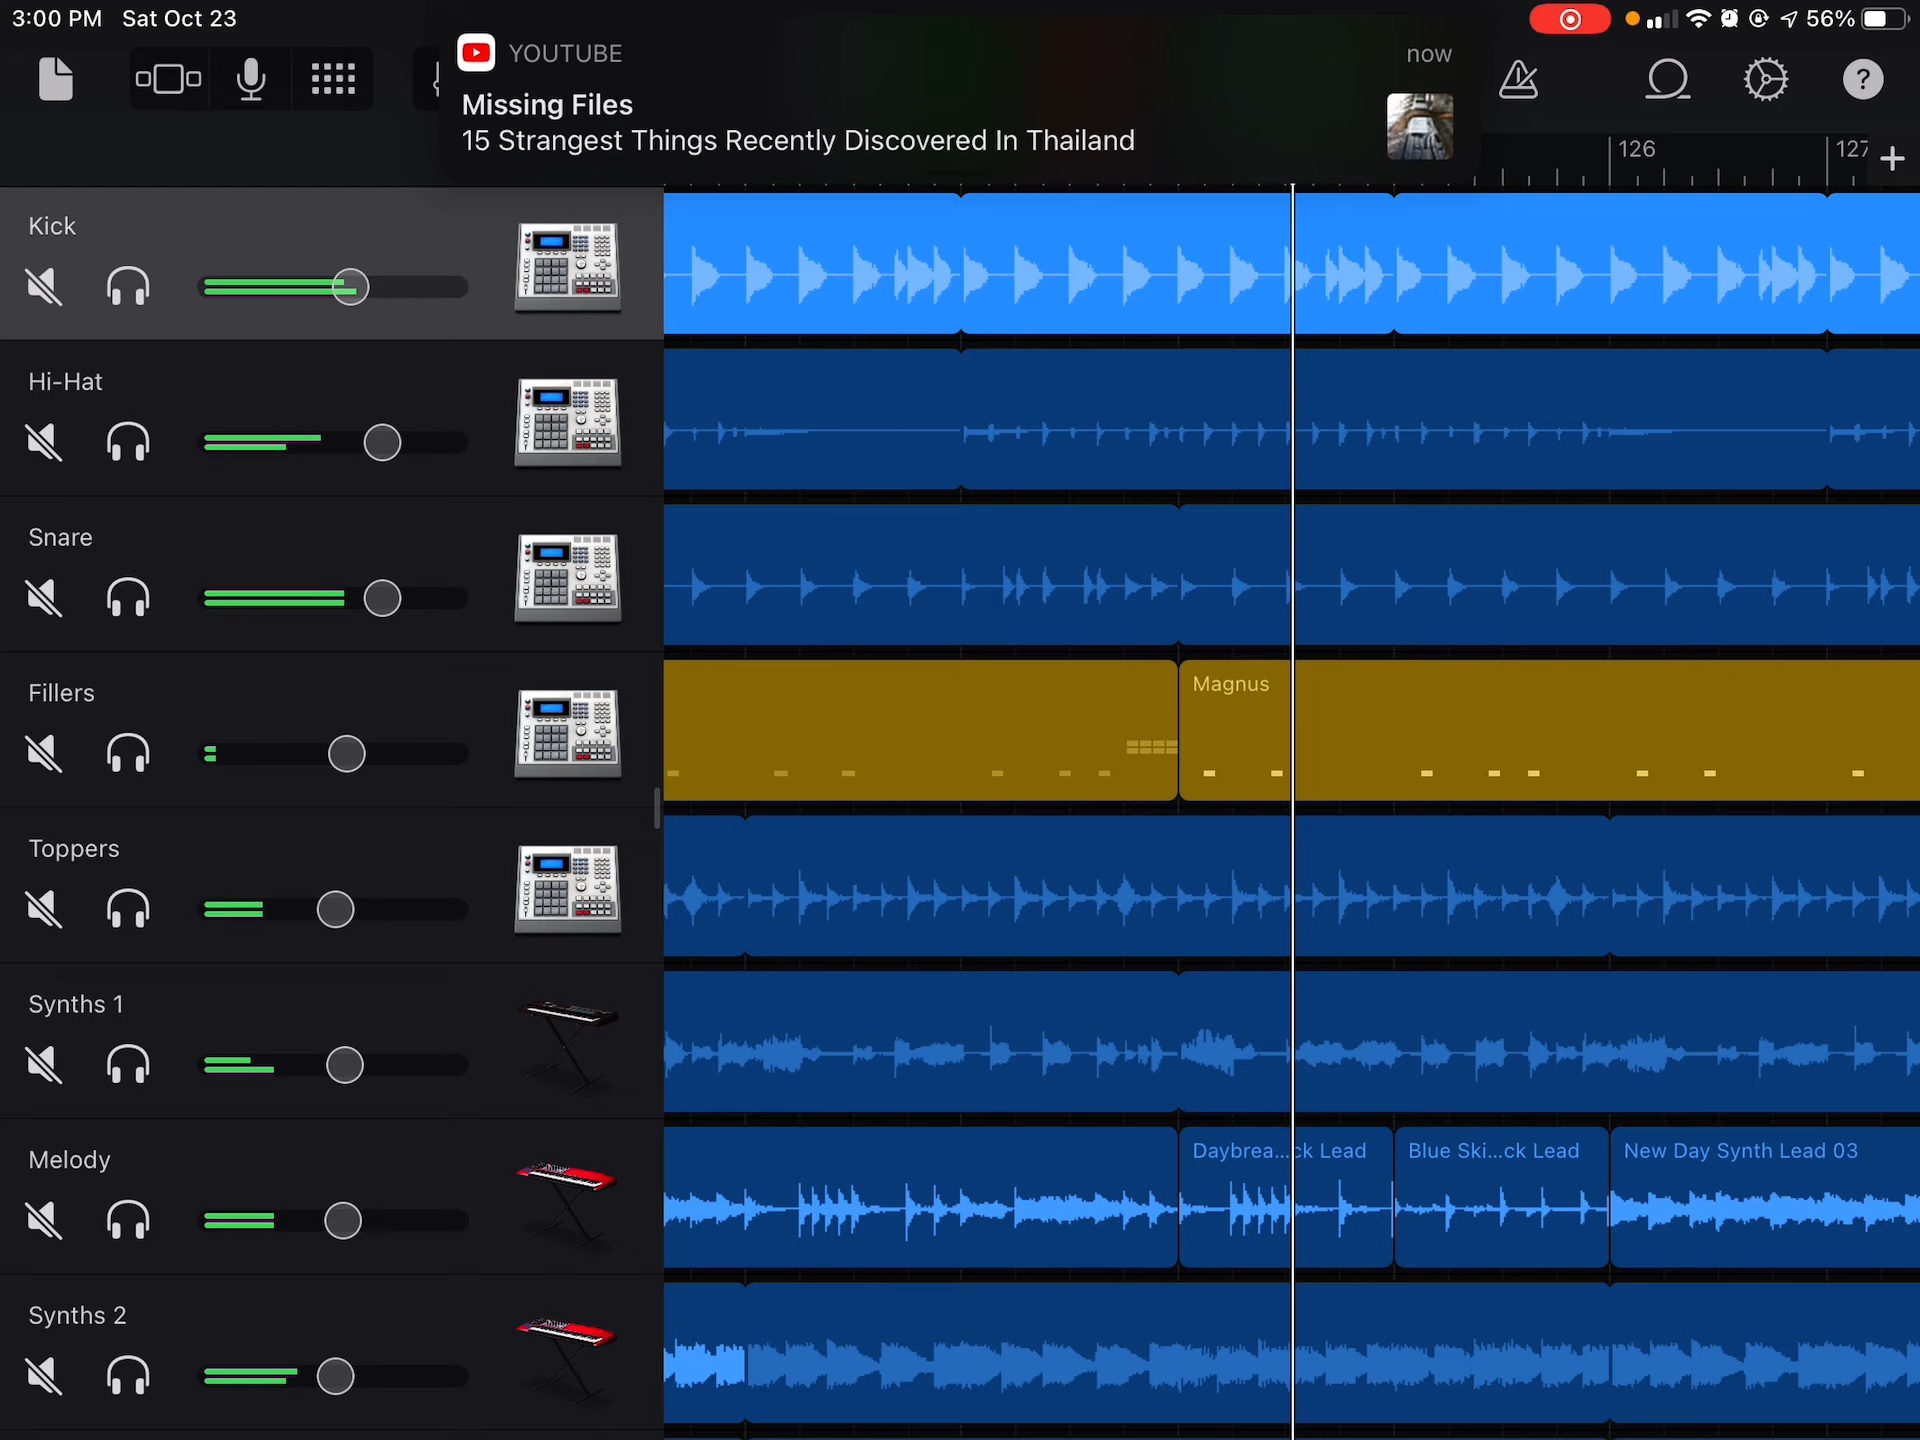 3:00 PM Sat Oct 23
56%
YOUTUBE
now
Missing Files
15 Strangest Things Recently Discovered In Thailand
126
127
Kick
Hi-Hat
Snare
Fillers
Magnus
Toppers
Synths 1
Melody
Daybrea...ck Lead
Blue Ski...ck Lead
New Day Synth Lead 03
Synths 2